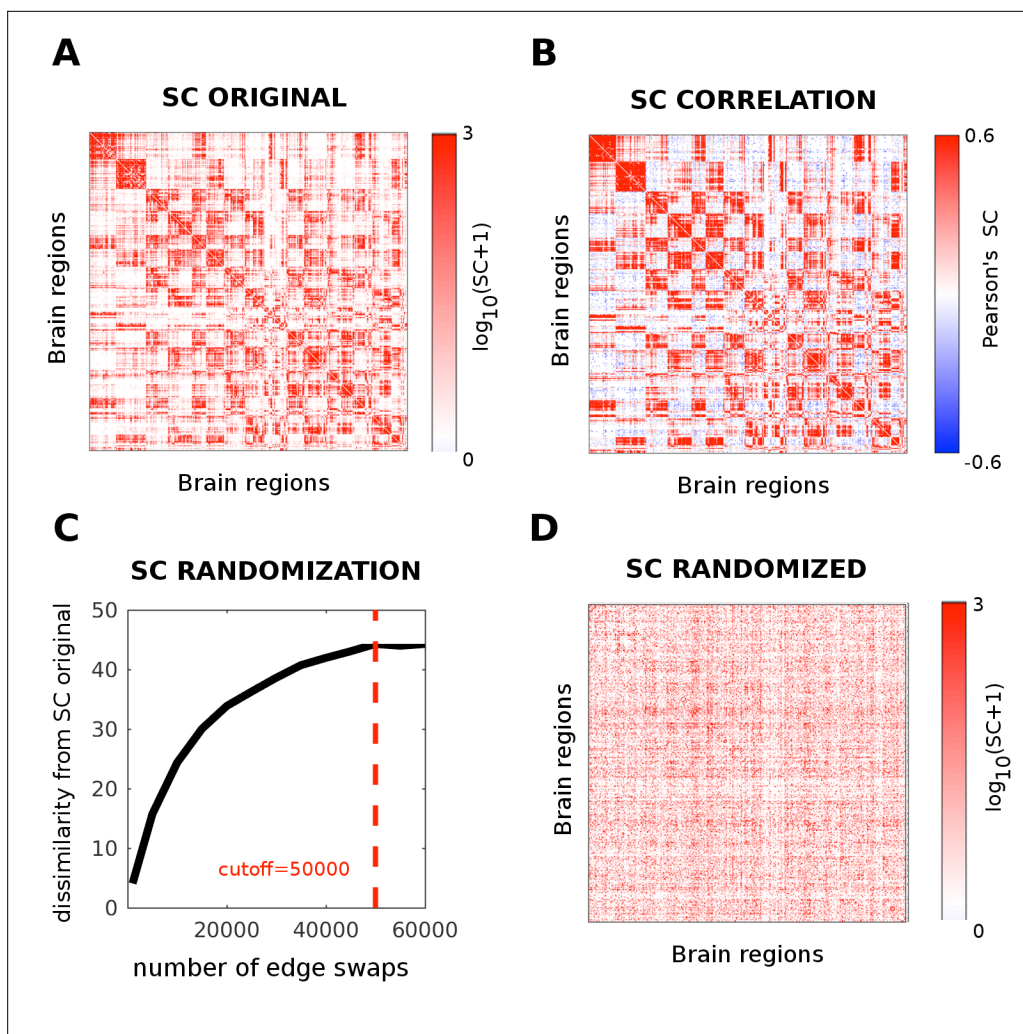 A
SC ORIGINAL
Brain regions
Brain regions
3
0
log10(SC+1)
B
SC CORRELATION
Brain regions
Brain regions
0.6
-0.6
Pearson's SC
C
SC RANDOMIZATION
dissimilarity from SC original
50
40
30
20
10
0
cutoff=50000
20000 40000 60000
number of edge swaps
D
SC RANDOMIZED
Brain regions
Brain regions
3
0
log10(SC+1)